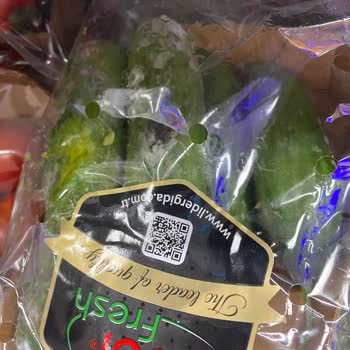 Fresh
The leader of quality
www.lidergida.com.tr